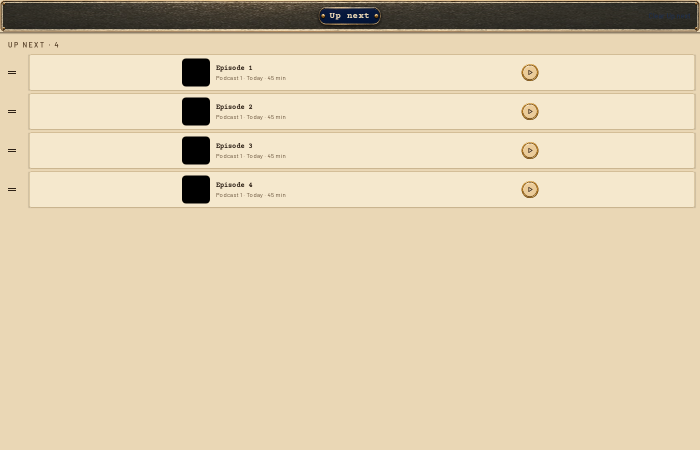 Up next
UP NEXT · 4
Episode 1
Podcast 1 · Today · 45 min
Episode 2
Podcast 1 · Today · 45 min
Episode 3
Podcast 1 · Today · 45 min
Episode 4
Podcast 1 · Today · 45 min